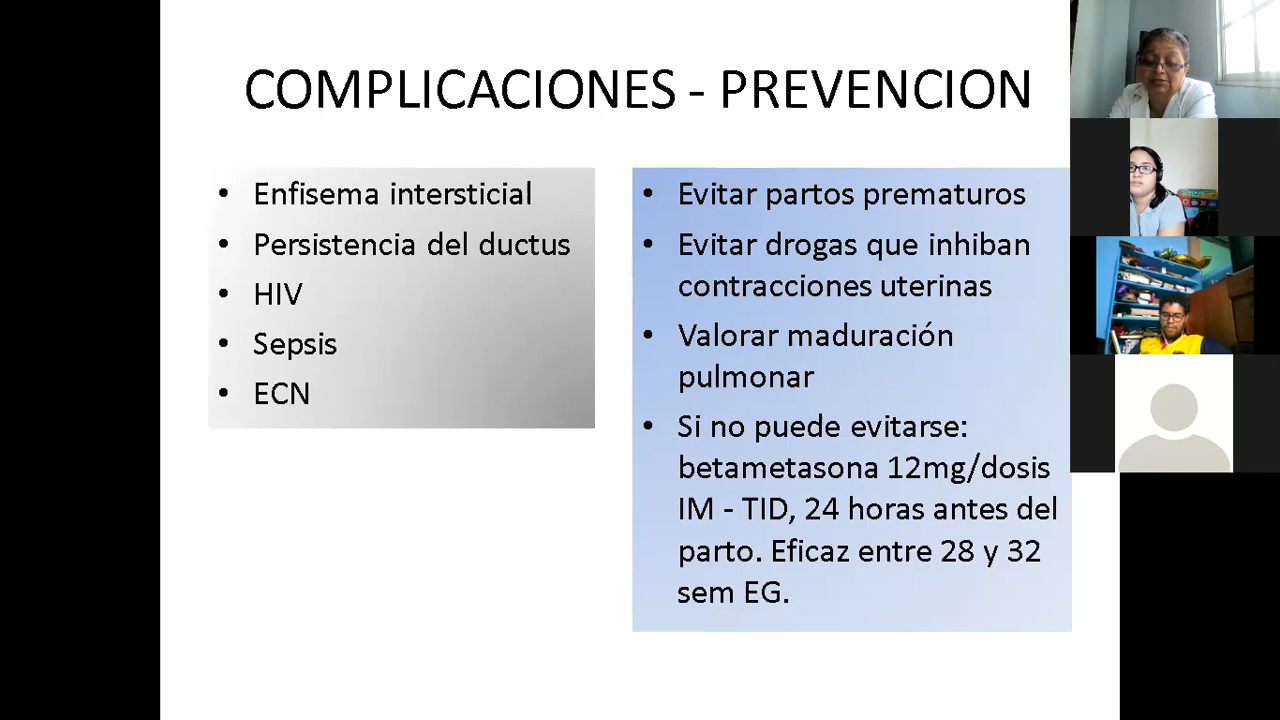 COMPLICACIONES - PREVENCION
• Enfisema intersticial
• Persistencia del ductus
• HIV
• Sepsis
• ECN
• Evitar partos prematuros
• Evitar drogas que inhiban
contracciones uterinas
• Valorar maduración
pulmonar
• Si no puede evitarse:
betametasona 12mg/dosis
IM - TID, 24 horas antes del
parto. Eficaz entre 28 y 32
sem EG.